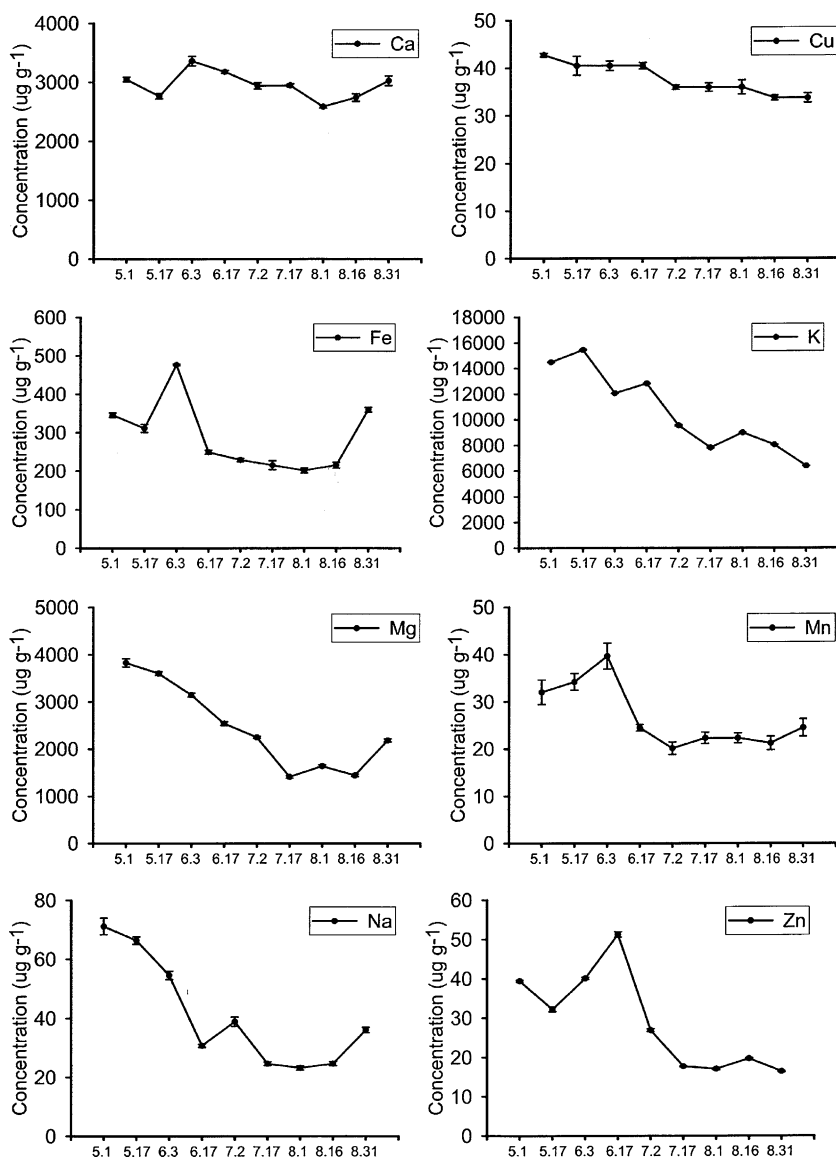 Ca
Concentration (ug g-1)
4000
3000
2000
1000
0
5.1 5.17 6.3 6.17 7.2 7.17 8.1 8.16 8.31
Cu
Concentration (ug g-1)
50
40
30
20
10
0
5.1 5.17 6.3 6.17 7.2 7.17 8.1 8.16 8.31
Fe
Concentration (ug g-1)
600
500
400
300
200
100
0
5.1 5.17 6.3 6.17 7.2 7.17 8.1 8.16 8.31
K
Concentration (ug g-1)
18000
16000
14000
12000
10000
8000
6000
4000
2000
0
5.1 5.17 6.3 6.17 7.2 7.17 8.1 8.16 8.31
Mg
Concentration (ug g-1)
5000
4000
3000
2000
1000
0
5.1 5.17 6.3 6.17 7.2 7.17 8.1 8.16 8.31
Mn
Concentration (ug g-1)
50
40
30
20
10
0
5.1 5.17 6.3 6.17 7.2 7.17 8.1 8.16 8.31
Na
Concentration (ug g-1)
80
60
40
20
0
5.1 5.17 6.3 6.17 7.2 7.17 8.1 8.16 8.31
Zn
Concentration (ug g-1)
60
50
40
30
20
10
0
5.1 5.17 6.3 6.17 7.2 7.17 8.1 8.16 8.31